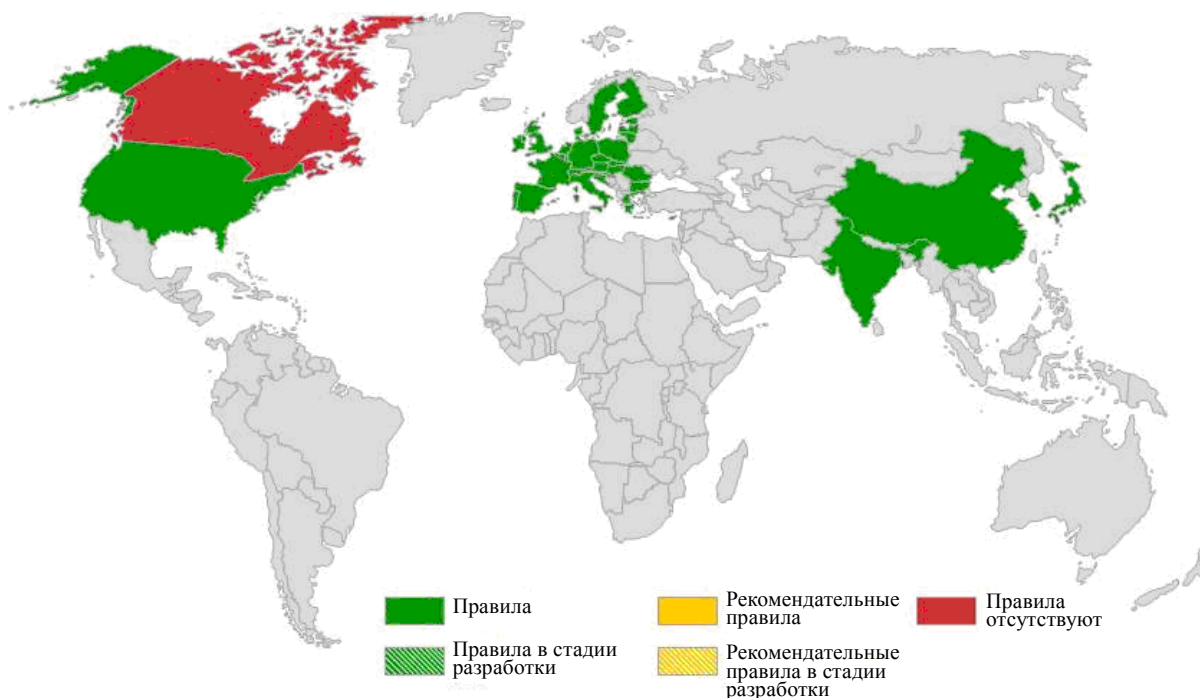 Правила
Рекомендательные
правила
Правила
отсутствуют
Правила в стадии
разработки
Рекомендательные
правила в стадии
разработки